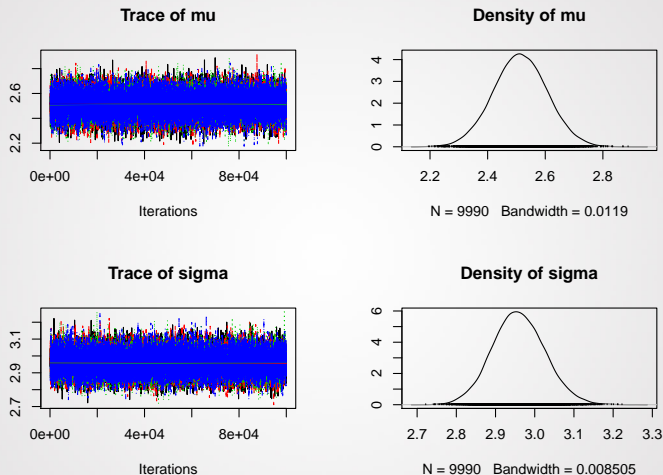 Trace of mu
2.2 2.6
0e+00 4e+04 8e+04
Iterations
Density of mu
0 1 2 3 4
2.2 2.4 2.6 2.8
N = 9990 Bandwidth = 0.0119
Trace of sigma
2.7 2.9 3.1
0e+00 4e+04 8e+04
Iterations
Density of sigma
0 2 4 6
2.7 2.8 2.9 3.0 3.1 3.2 3.3
N = 9990 Bandwidth = 0.008505